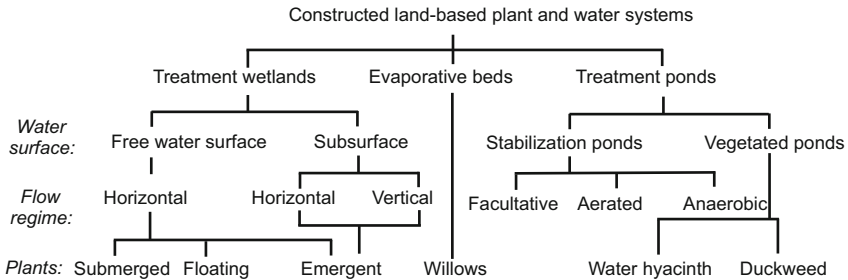 Constructed land-based plant and water systems
Treatment wetlands Evaporative beds Treatment ponds
Water surface: Free water surface Subsurface Stabilization ponds Vegetated ponds
Flow regime: Horizontal Horizontal Vertical Facultative Aerated Anaerobic
Plants: Submerged Floating Emergent Willows Water hyacinth Duckweed